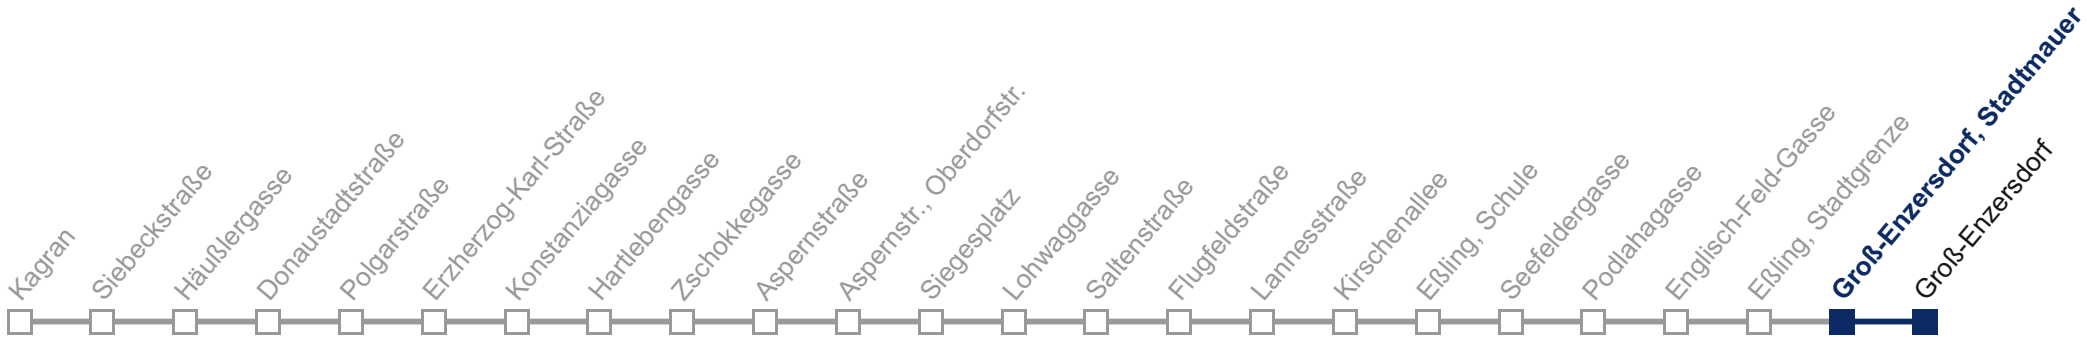 Kagran
Siebeckstraße
Häußlergasse
Donaustadtstraße
Polgarstraße
Erzherzog-Karl-Straße
Konstanziagasse
Hartlebengasse
Zschokkegasse
Aspernstraße
Aspernstr., Oberdorfstr.
Siegesplatz
Lohwaggasse
Saltenstraße
Flugfeldstraße
Lannesstraße
Kirschenallee
Eßling, Schule
Seefeldergasse
Podlahagasse
Englisch-Feld-Gasse
Eßling, Stadtgrenze
Groß-Enzersdorf, Stadtmauer
Groß-Enzersdorf